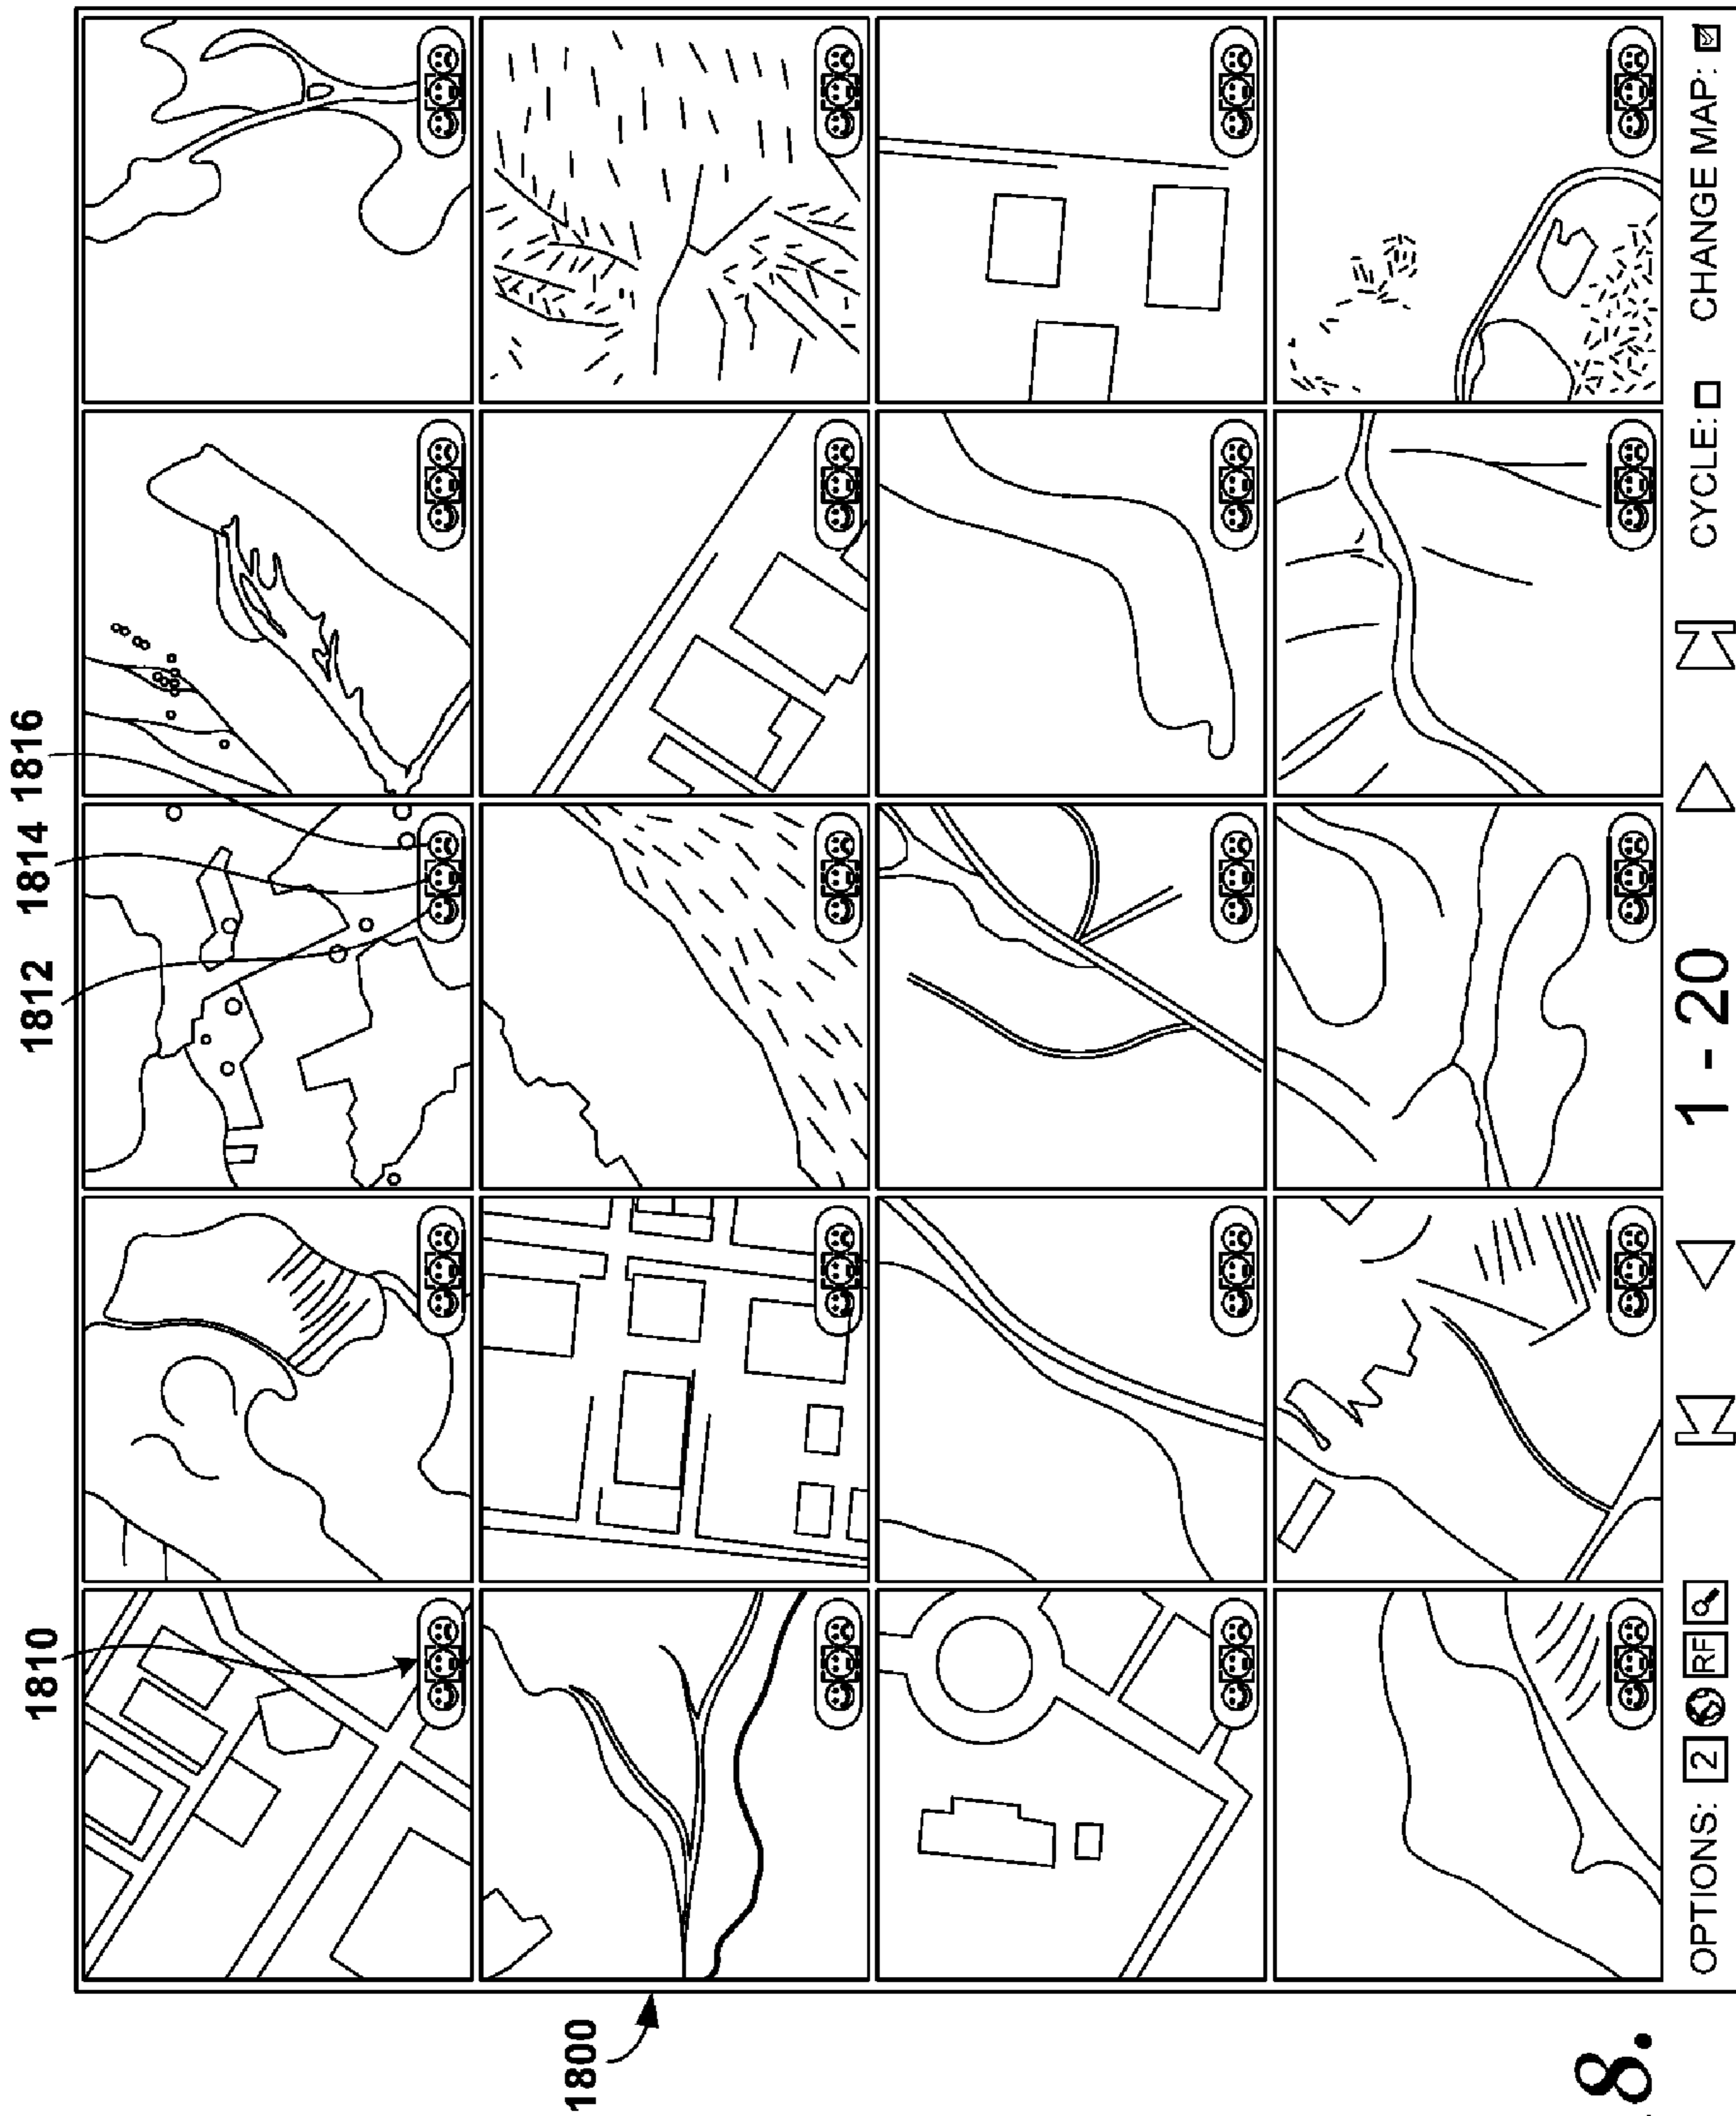 1810
1812
1814
1816
1800
OPTIONS: 2 RF
1 - 20
CYCLE:
CHANGE MAP:
8.